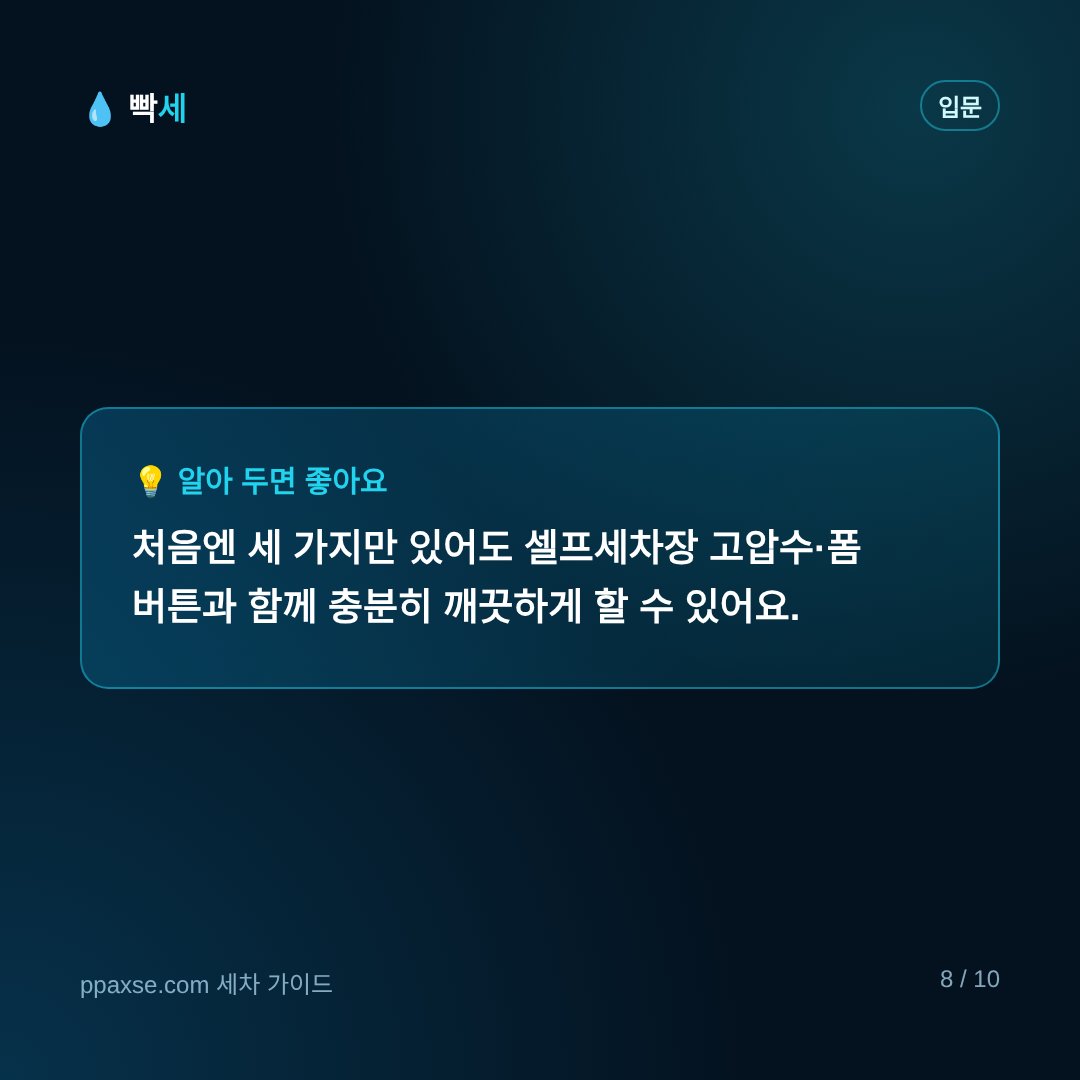 💧 빡세
입문
💡 알아 두면 좋아요
처음엔 세 가지만 있어도 셀프세차장 고압수·폼
버튼과 함께 충분히 깨끗하게 할 수 있어요.
ppaxse.com 세차 가이드
8 / 10